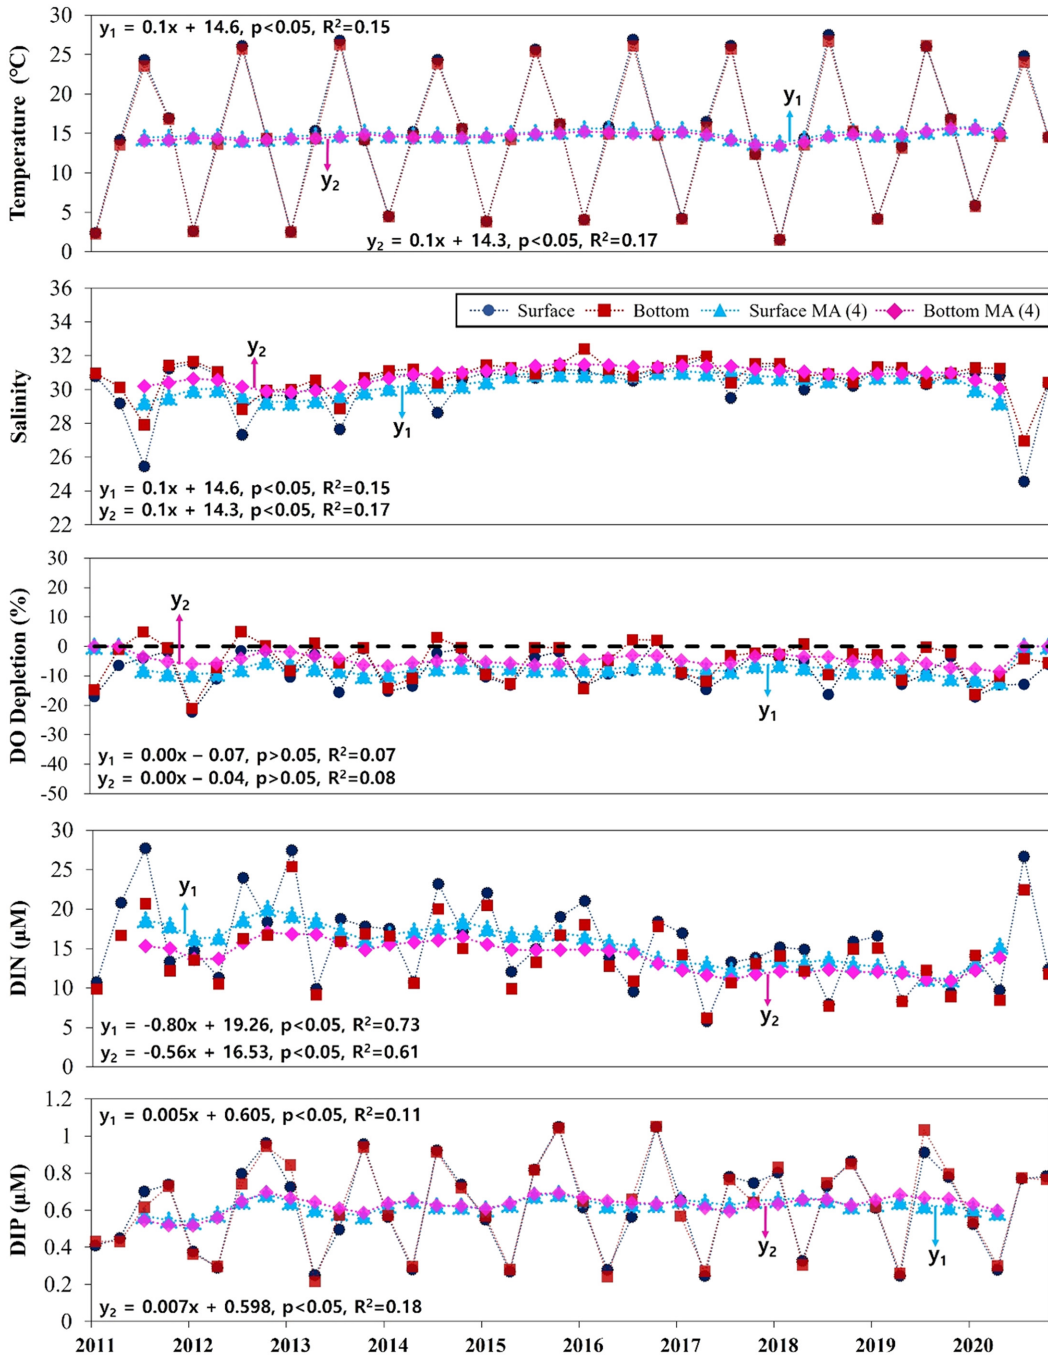 y1 = 0.1x + 14.6, p<0.05, R2=0.15
Temperature (°C)
30
25
20
15
10
5
0
y1
y2
y2 = 0.1x + 14.3, p<0.05, R2=0.17
Salinity
36
34
32
30
28
26
24
22
Surface Bottom Surface MA (4) Bottom MA (4)
y2
y1
y1 = 0.1x + 14.6, p<0.05, R2=0.15
y2 = 0.1x + 14.3, p<0.05, R2=0.17
DO Depletion (%)
30
20
10
0
-10
-20
-30
-40
-50
y2
y1
y1 = 0.00x – 0.07, p>0.05, R2=0.07
y2 = 0.00x – 0.04, p>0.05, R2=0.08
DIN (µM)
30
25
20
15
10
5
0
y1
y2
y1 = -0.80x + 19.26, p<0.05, R2=0.73
y2 = -0.56x + 16.53, p<0.05, R2=0.61
DIP (µM)
1.2
1
0.8
0.6
0.4
0.2
0
y1 = 0.005x + 0.605, p<0.05, R2=0.11
y2
y1
y2 = 0.007x + 0.598, p<0.05, R2=0.18
2011 2012 2013 2014 2015 2016 2017 2018 2019 2020